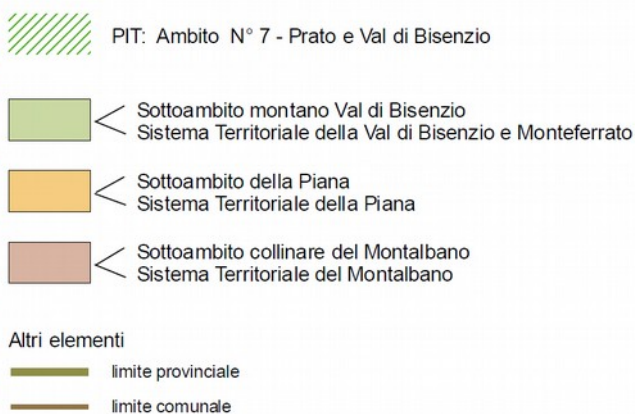 PIT: Ambito N° 7 - Prato e Val di Bisenzio
Sottoambito montano Val di Bisenzio
Sistema Territoriale della Val di Bisenzio e Monteferrato
Sottoambito della Piana
Sistema Territoriale della Piana
Sottoambito collinare del Montalbano
Sistema Territoriale del Montalbano
Altri elementi
limite provinciale
limite comunale